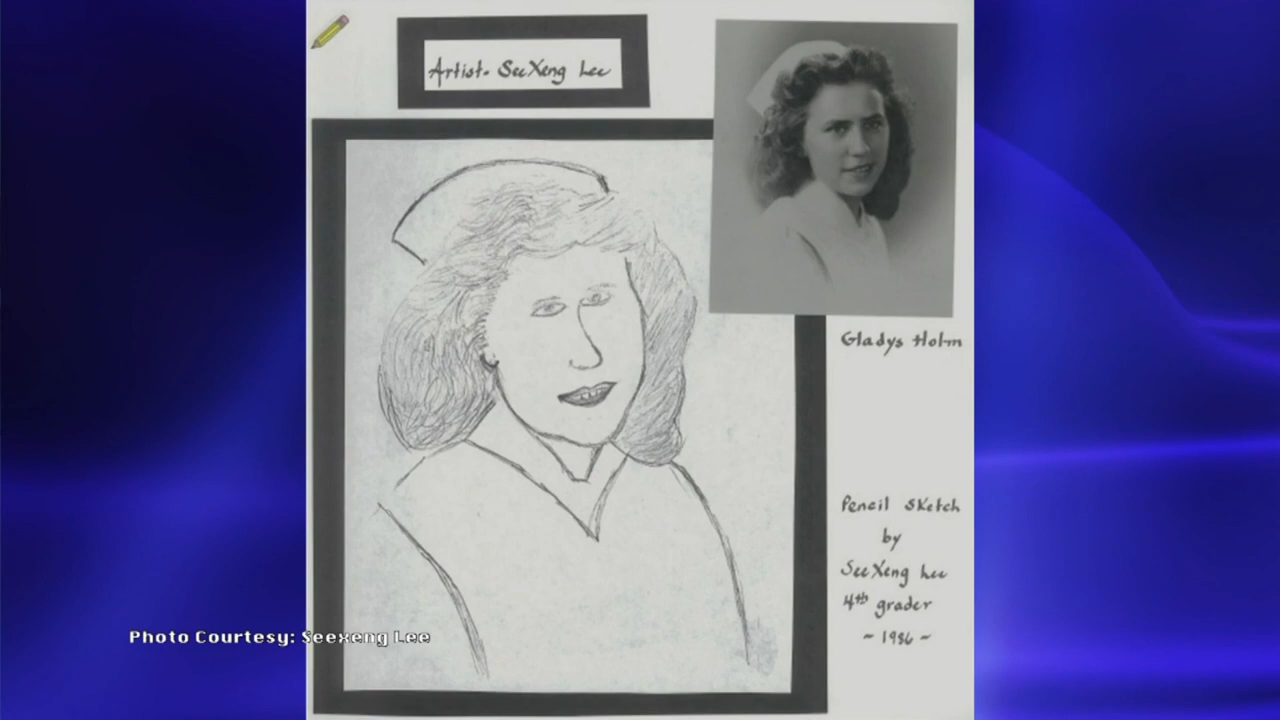 Artist- SeeXeng Lee
Gladys Holm
Pencil Sketch
by
SeeXeng Lee
4th grader
~ 1986 ~
Photo Courtesy: Seexeng Lee